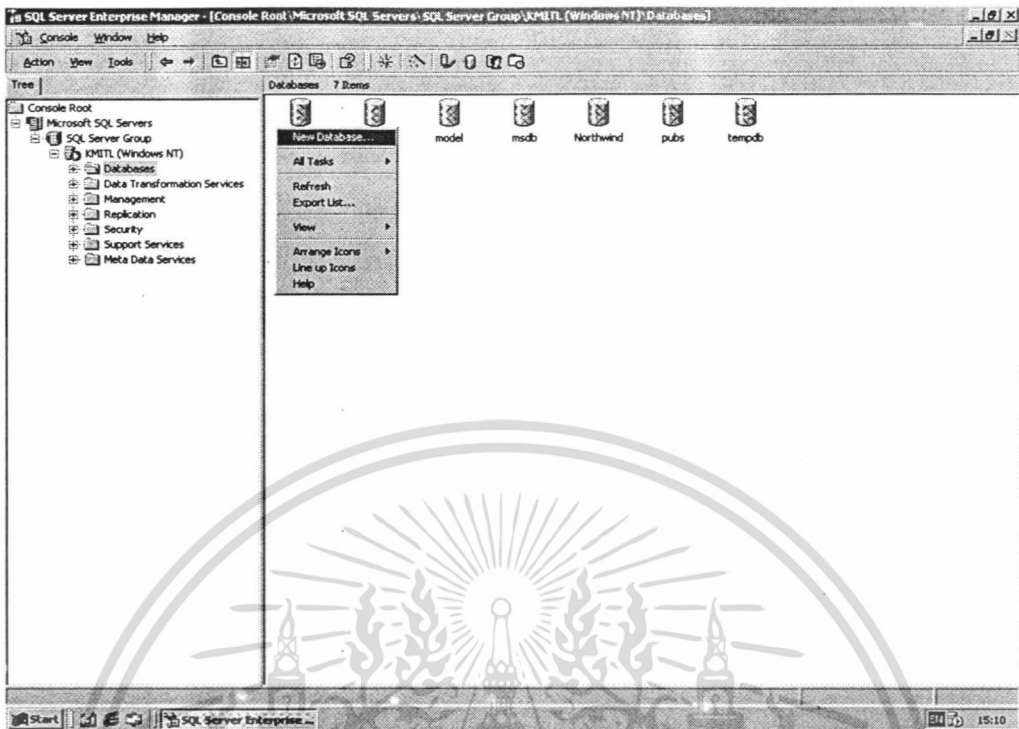 SQL Server Enterprise Manager - [Console Root\Microsoft SQL Servers\SQL Server Group\KMITL (Windows NT)\Databases]
Console Window Help
Action View Tools
Tree
Databases 7 Items
Console Root
Microsoft SQL Servers
SQL Server Group
KMITL (Windows NT)
Databases
Data Transformation Services
Management
Replication
Security
Support Services
Meta Data Services
model
msdb
Northwind
pubs
tempdb
New Database...
All Tasks
Refresh
Export List...
View
Arrange Icons
Line up Icons
Help
Start
SQL Server Enterprise ...
EN
15:10